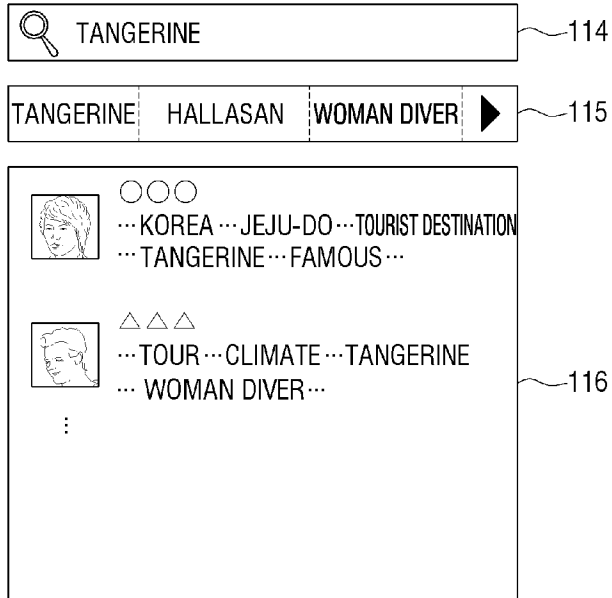 TANGERINE
114
TANGERINE HALLASAN WOMAN DIVER
115
○○○
···KOREA···JEJU-DO···TOURIST DESTINATION
···TANGERINE···FAMOUS···
△△△
···TOUR···CLIMATE···TANGERINE
··· WOMAN DIVER···
116